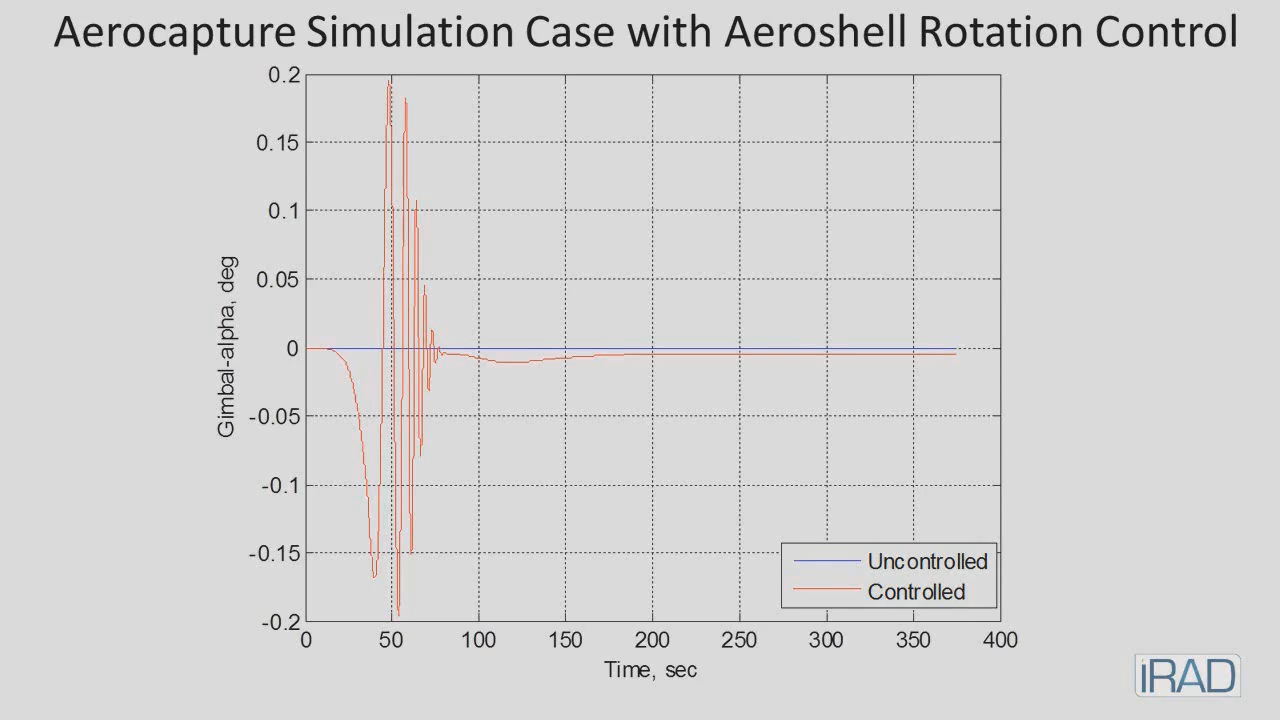 Aerocapture Simulation Case with Aeroshell Rotation Control
0.2
0.15
0.1
0.05
0
-0.05
-0.1
-0.15
-0.2
Gimbal-alpha, deg
0 50 100 150 200 250 300 350 400
Time, sec
Uncontrolled
Controlled
iRAD